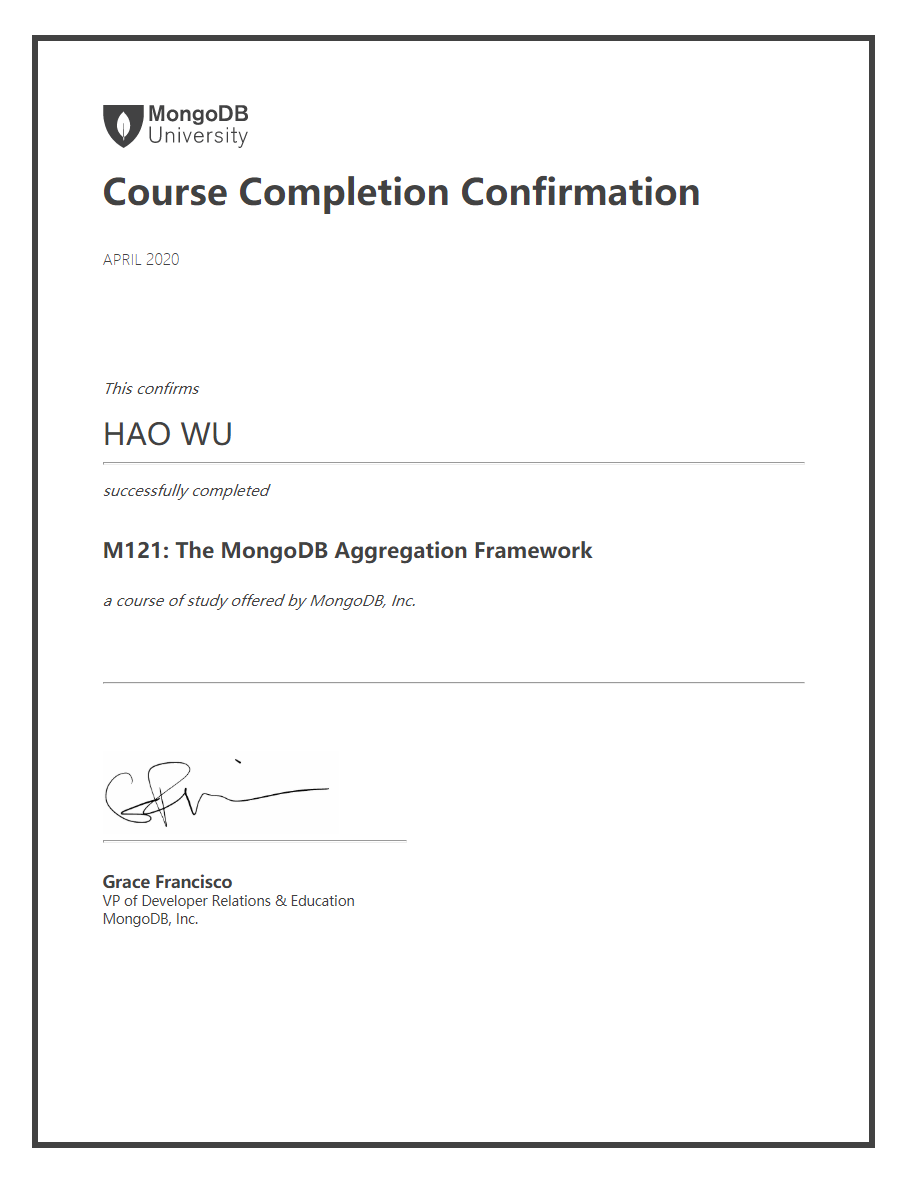 MongoDB
University
Course Completion Confirmation
APRIL 2020
This confirms
HAO WU
successfully completed
M121: The MongoDB Aggregation Framework
a course of study offered by MongoDB, Inc.
Grace Francisco
VP of Developer Relations & Education
MongoDB, Inc.